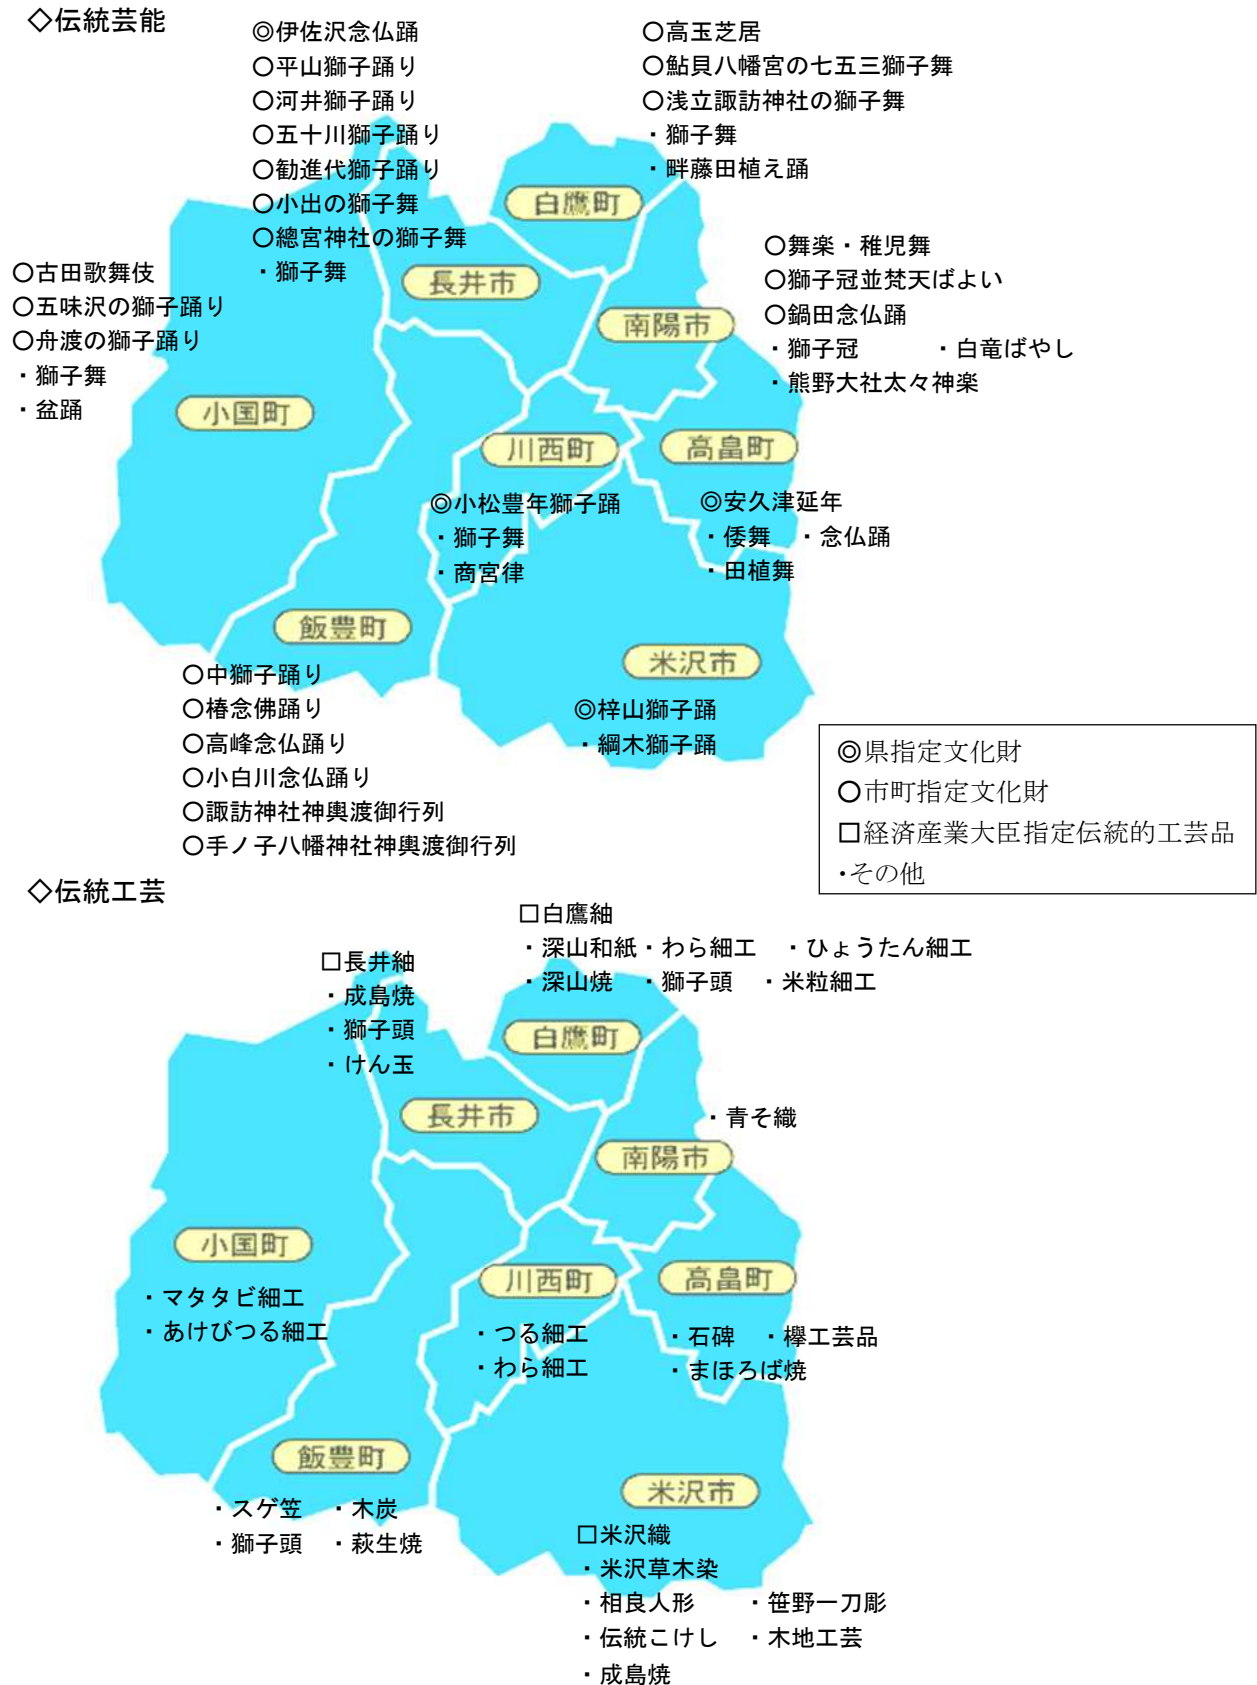 ◇伝統芸能
◎伊佐沢念仏踊
○平山獅子踊り
○河井獅子踊り
○五十川獅子踊り
○勧進代獅子踊り
○小出の獅子舞
○總宮神社の獅子舞
・獅子舞
○高玉芝居
○鮎貝八幡宮の七五三獅子舞
○浅立諏訪神社の獅子舞
・獅子舞
・畔藤田植え踊
白鷹町
長井市
○舞楽・稚児舞
○獅子冠並梵天ばよい
○鍋田念仏踊
・獅子冠 ・白竜ばやし
・熊野大社太々神楽
南陽市
○古田歌舞伎
○五味沢の獅子踊り
○舟渡の獅子踊り
・獅子舞
・盆踊
小国町
川西町
◎小松豊年獅子踊
・獅子舞
・商宮律
高畠町
◎安久津延年
・倭舞 ・念仏踊
・田植舞
飯豊町
○中獅子踊り
○椿念佛踊り
○高峰念仏踊り
○小白川念仏踊り
○諏訪神社神輿渡御行列
○手ノ子八幡神社神輿渡御行列
米沢市
◎梓山獅子踊
・綱木獅子踊
◎県指定文化財
○市町指定文化財
□経済産業大臣指定伝統的工芸品
・その他
◇伝統工芸
□白鷹紬
・深山和紙・わら細工 ・ひょうたん細工
・深山焼 ・獅子頭 ・米粒細工
白鷹町
□長井紬
・成島焼
・獅子頭
・けん玉
長井市
・青そ織
南陽市
小国町
・マタタビ細工
・あけびつる細工
川西町
・つる細工
・わら細工
高畠町
・石碑 ・欅工芸品
・まほろば焼
飯豊町
・スゲ笠 ・木炭
・獅子頭 ・萩生焼
米沢市
□米沢織
・米沢草木染
・相良人形 ・笹野一刀彫
・伝統こけし ・木地工芸
・成島焼